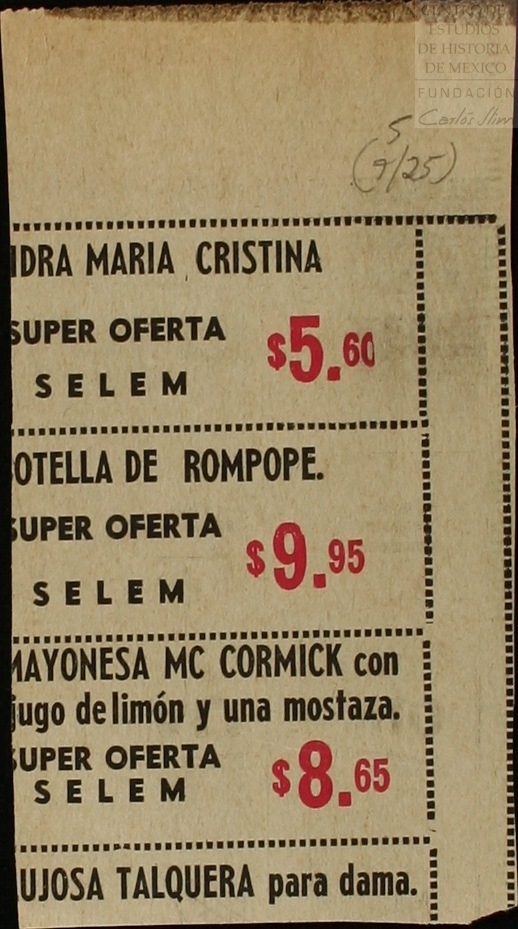 ESTUDIOS
DE HISTORIA
DE MEXICO
FUNDACIÓN
Carlos Slim
5
(9/25)
IDRA MARIA CRISTINA
SUPER OFERTA
$5.60
SELEM
OTELLA DE ROMPOPE.
SUPER OFERTA
$9.95
SELEM
MAYONESA MC CORMICK con
jugo de limón y una mostaza.
SUPER OFERTA
$8.65
SELEM
UJOSA TALQUERA para dama.